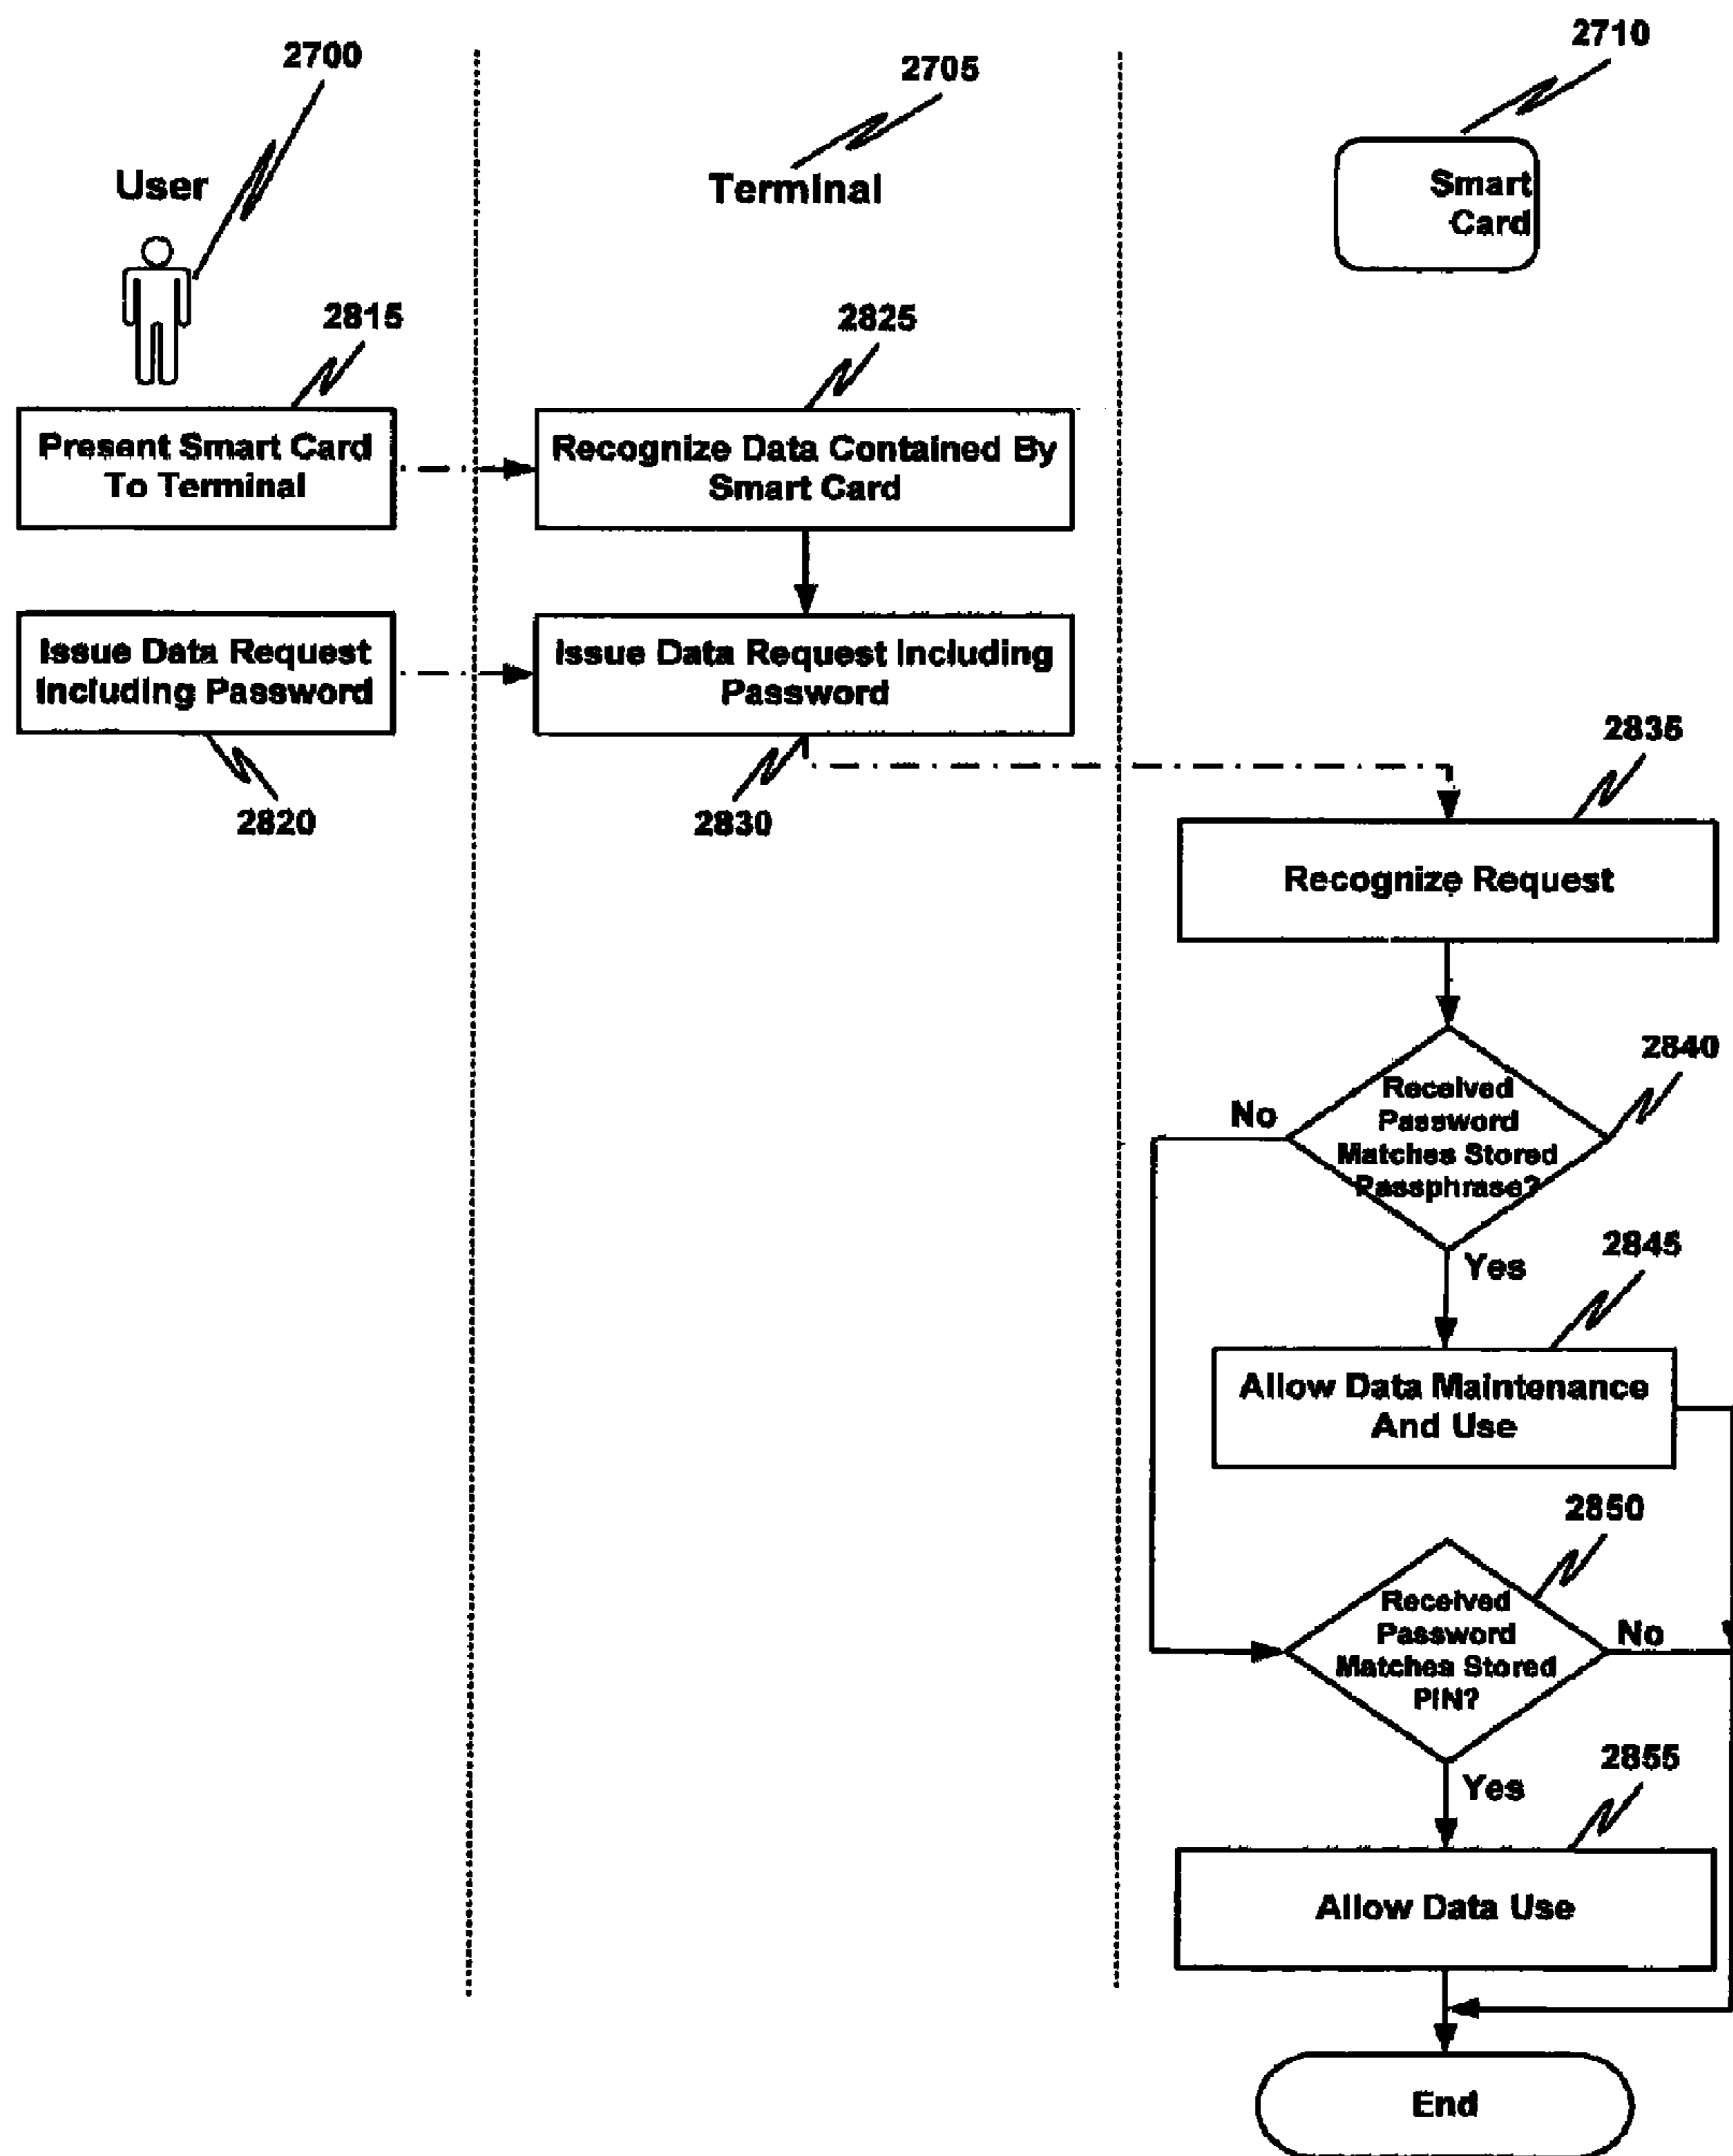 2700
2705
2710
User
Terminal
Smart
Card
2815
2825
Present Smart Card
To Terminal
Recognize Data Contained By
Smart Card
Issue Data Request
Including Password
Issue Data Request Including
Password
2820
2830
2835
Recognize Request
2840
No
Received
Password
Matches Stored
Passphrase?
Yes
2845
Allow Data Maintenance
And Use
2850
Received
Password
Matches Stored
PIN?
No
Yes
2855
Allow Data Use
End